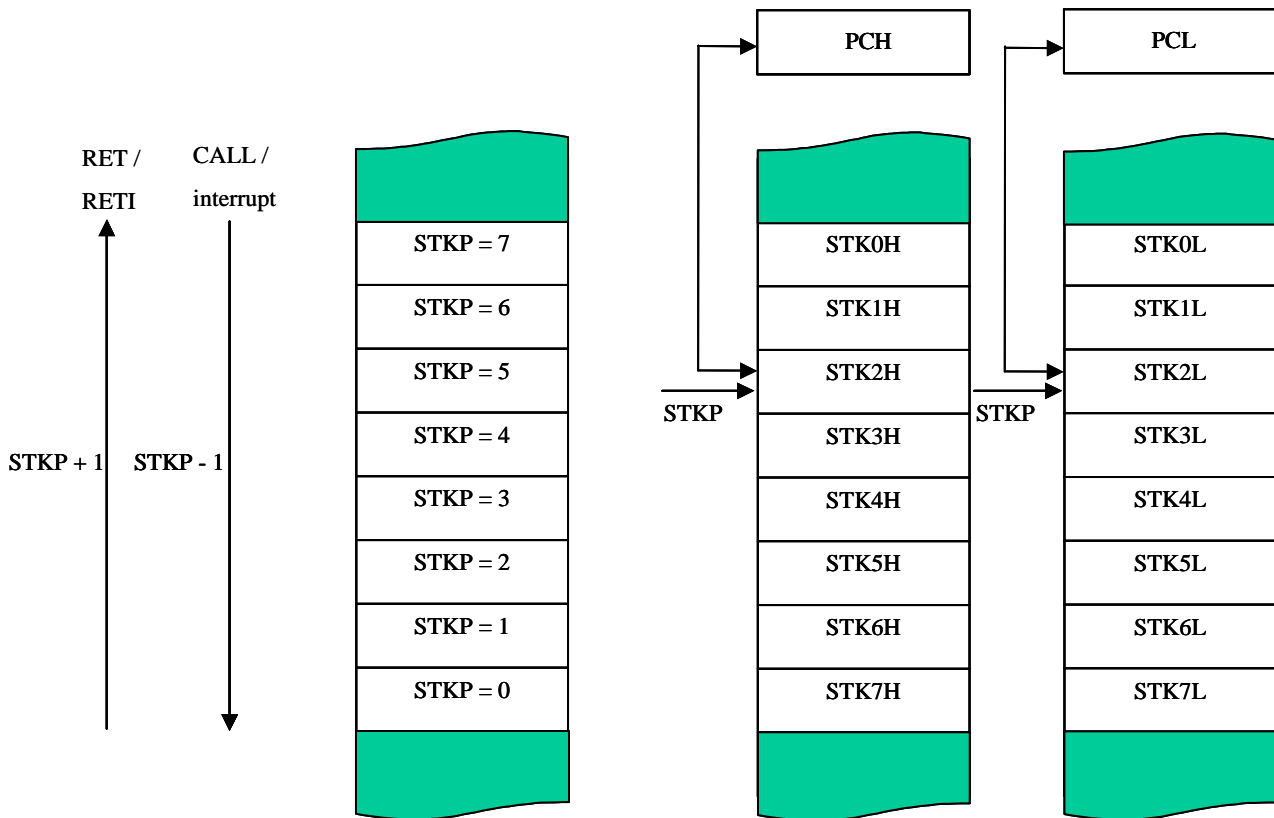 PCH
PCL
RET /
RETI
CALL /
interrupt
STKP + 1
STKP - 1
STKP = 7
STKP = 6
STKP = 5
STKP = 4
STKP = 3
STKP = 2
STKP = 1
STKP = 0
STKP
STK0H
STK1H
STK2H
STK3H
STK4H
STK5H
STK6H
STK7H
STKP
STK0L
STK1L
STK2L
STK3L
STK4L
STK5L
STK6L
STK7L